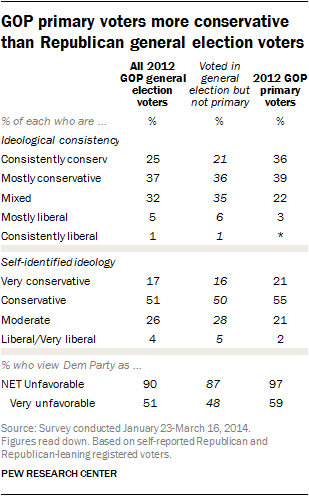 GOP primary voters more conservative
than Republican general election voters
All 2012 GOP general election voters Voted in general election but not primary 2012 GOP primary voters
% of each who are ... % % %
Ideological consistency
Consistently conserv 25 21 36
Mostly conservative 37 36 39
Mixed 32 35 22
Mostly liberal 5 6 3
Consistently liberal 1 1 *
Self-identified ideology
Very conservative 17 16 21
Conservative 51 50 55
Moderate 26 28 21
Liberal/Very liberal 4 5 2
% who view Dem Party as ...
NET Unfavorable 90 87 97
Very unfavorable 51 48 59
Source: Survey conducted January 23-March 16, 2014.
Figures read down. Based on self-reported Republican and
Republican-leaning registered voters.
PEW RESEARCH CENTER